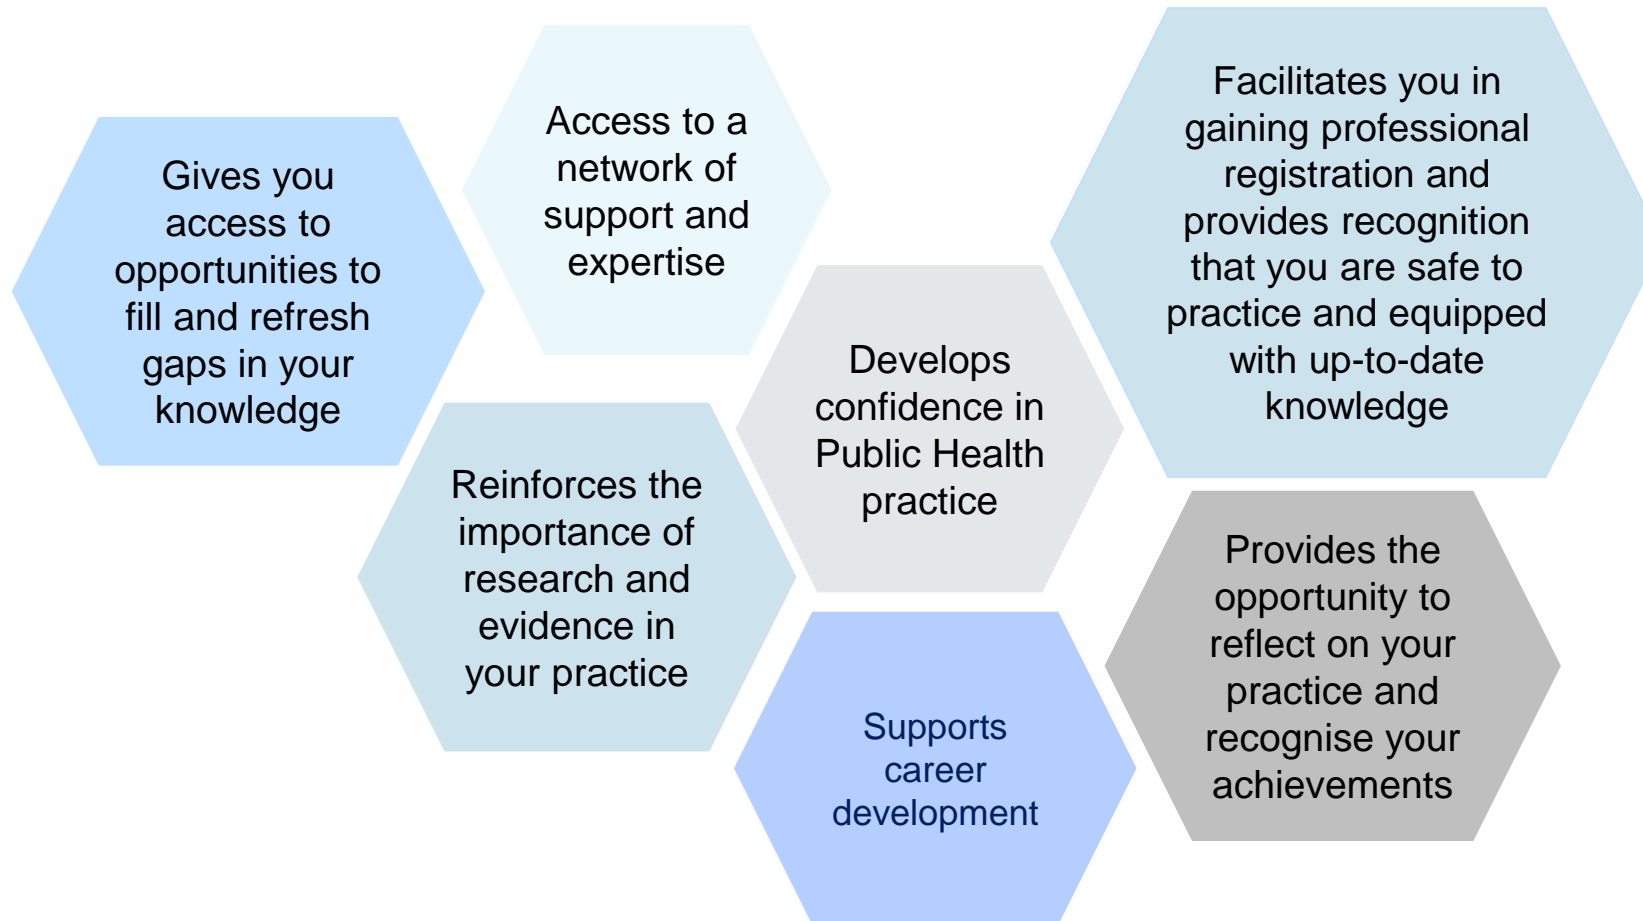 Gives you
access to
opportunities to
fill and refresh
gaps in your
knowledge
Access to a
network of
support and
expertise
Facilitates you in
gaining professional
registration and
provides recognition
that you are safe to
practice and equipped
with up-to-date
knowledge
Develops
confidence in
Public Health
practice
Reinforces the
importance of
research and
evidence in
your practice
Provides the
opportunity to
reflect on your
practice and
recognise your
achievements
Supports
career
development